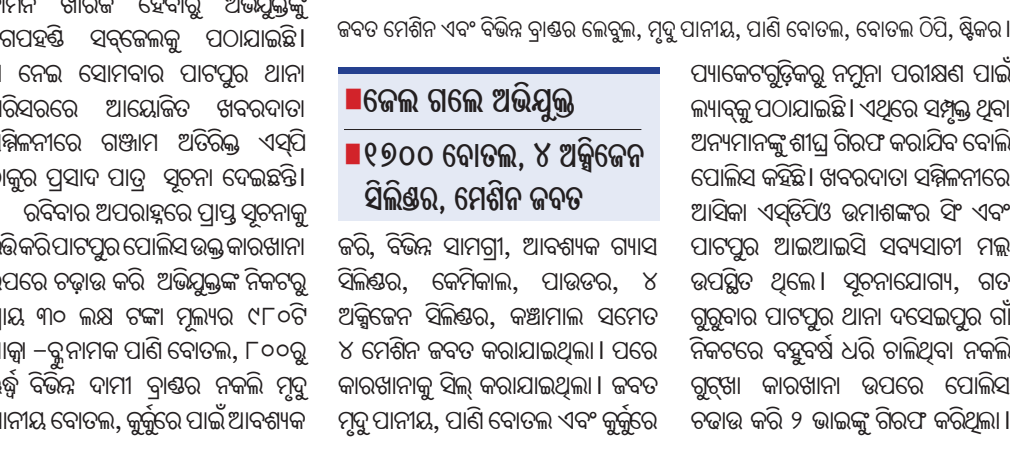 ଖାରଜ ହେବାରୁ ଅଭିଯୁକ୍ତଙ୍କୁ
ସବ୍‌ଜେଲକୁ ପଠାଯାଇଛି।
ନେଇ ସୋମବାର ପାଟପୁର ଥାନା
ଆୟୋଜିତ ଖବରଦାତା
ଗଞ୍ଜାମ ଅତିରିକ୍ତ ଏସ୍‌ପି
ପ୍ରସାଦ ପାତ୍ର ସୂଚନା ଦେଇଛନ୍ତି।
ରବିବାର ଅପରାହ୍ନରେ ପ୍ରାପ୍ତ ସୂଚନାକୁ
କରି ପାଟପୁର ପୋଲିସ ଉକ୍ତ କାରଖାନା
ଚଢ଼ାଉ କରି ଅଭିଯୁକ୍ତଙ୍କ ନିକଟରୁ
୩୦ ଲକ୍ଷ ଟଙ୍କା ମୂଲ୍ୟର ୯୮୦ଟି
–ବ୍ଲୁ ନାମକ ପାଣି ବୋତଲ, ୮୦୦ରୁ
ବିଭିନ୍ନ ଦାମୀ ବ୍ରାଣ୍ଡର ନକଲି ମୃଦୁ
ବୋତଲ, କୁର୍କୁରେ ପାଇଁ ଆବଶ୍ୟକ
ଜବତ ମେଶିନ ଏବଂ ବିଭିନ୍ନ ବ୍ରାଣ୍ଡର ଲେବୁଲ, ମୃଦୁ ପାନୀୟ, ପାଣି ବୋତଲ, ବୋତଲ ଠିପି, ଷ୍ଟିକର।
■ଜେଲ ଗଲେ ଅଭିଯୁକ୍ତ
■୧୭୦୦ ବୋତଲ, ୪ ଅକ୍ସିଜେନ
ସିଲିଣ୍ଡର, ମେଶିନ ଜବତ
ଜରି, ବିଭିନ୍ନ ସାମଗ୍ରୀ, ଆବଶ୍ୟକ ଗ୍ୟାସ
ସିଲିଣ୍ଡର, କେମିକାଲ, ପାଉଡର, ୪
ଅକ୍ସିଜେନ ସିଲିଣ୍ଡର, କଞ୍ଚାମାଲ ସମେତ
୪ ମେଶିନ ଜବତ କରାଯାଇଥିଲା। ପରେ
କାରଖାନାକୁ ସିଲ୍ କରାଯାଇଥିଲା। ଜବତ
ମୃଦୁ ପାନୀୟ, ପାଣି ବୋତଲ ଏବଂ କୁର୍କୁରେ
ପ୍ୟାକେଟଗୁଡ଼ିକରୁ ନମୁନା ପରୀକ୍ଷଣ ପାଇଁ
ଲ୍ୟାବ୍‌କୁ ପଠାଯାଇଛି। ଏଥିରେ ସମ୍ପୃକ୍ତ ଥିବା
ଅନ୍ୟମାନଙ୍କୁ ଶୀଘ୍ର ଗିରଫ କରାଯିବ ବୋଲି
ପୋଲିସ କହିଛି। ଖବରଦାତା ସମ୍ମିଳନୀରେ
ଆସିକା ଏସ୍‌ଡିପିଓ ଉମାଶଙ୍କର ସିଂ ଏବଂ
ପାଟପୁର ଆଇଆଇସି ସବ୍ୟସାଚୀ ମଲ୍ଲ
ଉପସ୍ଥିତ ଥିଲେ। ସୂଚନାଯୋଗ୍ୟ, ଗତ
ଗୁରୁବାର ପାଟପୁର ଥାନା ଦସେଇପୁର ଗାଁ
ନିକଟରେ ବହୁବର୍ଷ ଧରି ଚାଲିଥିବା ନକଲି
ଗୁଟ୍‌ଖା କାରଖାନା ଉପରେ ପୋଲିସ
ଚଢାଉ କରି ୨ ଭାଇଙ୍କୁ ଗିରଫ କରିଥିଲା।